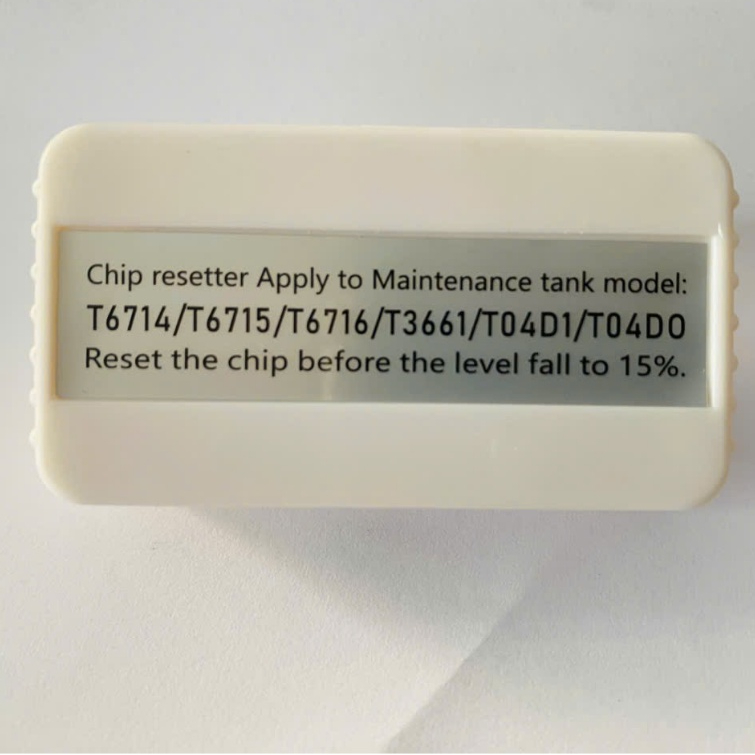 Chip resetter Apply to Maintenance tank model:
T6714/T6715/T6716/T3661/T04D1/T04D0
Reset the chip before the level fall to 15%.